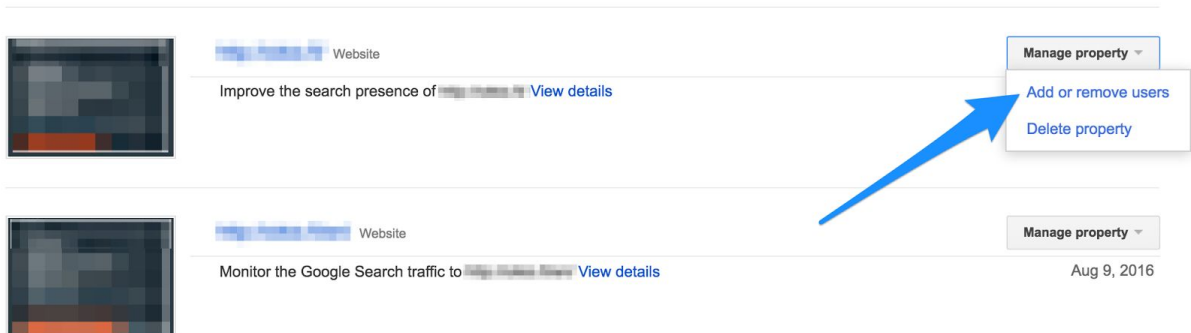 Website
Manage property
Improve the search presence of View details
Add or remove users
Delete property
Website
Manage property
Monitor the Google Search traffic to View details
Aug 9, 2016